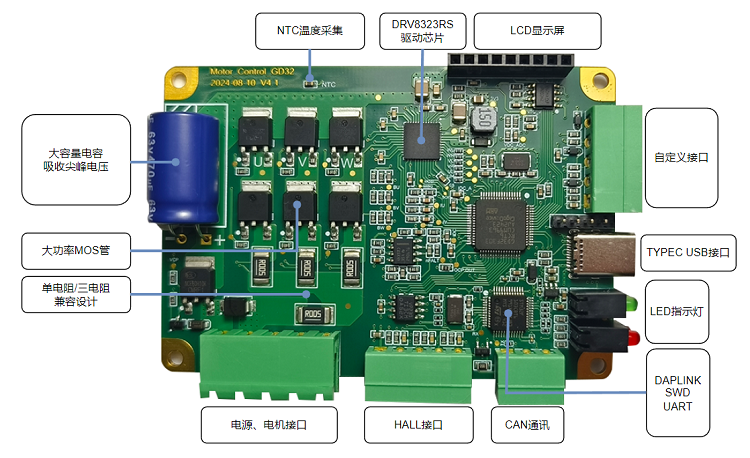 NTC温度采集
DRV8323RS
驱动芯片
LCD显示屏
Motor Control GD32
2024-08-10 V4.1
NTC
大容量电容
吸收尖峰电压
自定义接口
U
V
W
大功率MOS管
TYPEC USB接口
单电阻/三电阻
兼容设计
R005
R005
R005
R005
150
LED指示灯
DAPLINK
SWD
UART
电源、电机接口
HALL接口
CAN通讯